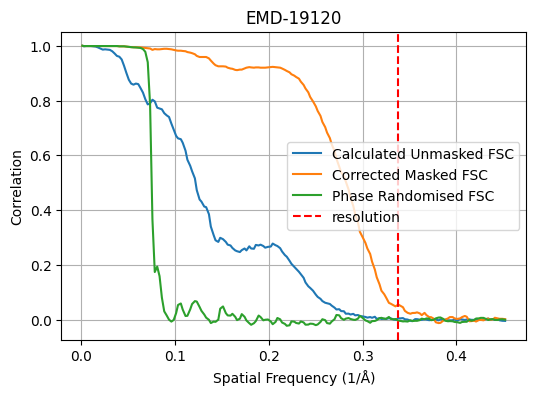 EMD-19120
1.0
0.8
0.6
0.4
0.2
0.0
Correlation
Calculated Unmasked FSC
Corrected Masked FSC
Phase Randomised FSC
resolution
0.0 0.1 0.2 0.3 0.4
Spatial Frequency (1/Å)